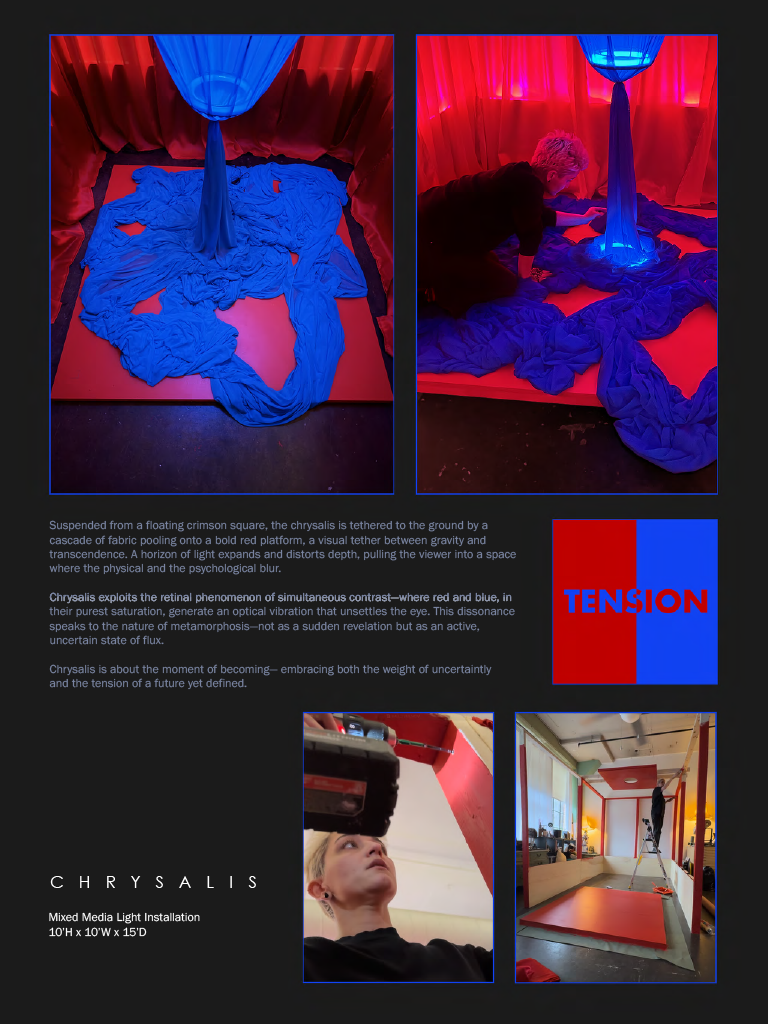 Suspended from a floating crimson square, the chrysalis is tethered to the ground by a
cascade of fabric pooling onto a bold red platform, a visual tether between gravity and
transcendence. A horizon of light expands and distorts depth, pulling the viewer into a space
where the physical and the psychological blur.
Chrysalis exploits the retinal phenomenon of simultaneous contrast—where red and blue, in
their purest saturation, generate an optical vibration that unsettles the eye. This dissonance
speaks to the nature of metamorphosis—not as a sudden revelation but as an active,
uncertain state of flux.
Chrysalis is about the moment of becoming— embracing both the weight of uncertainty
and the tension of a future yet defined.
TENSION
CHRYSALIS
Mixed Media Light Installation
10'H x 10'W x 15'D